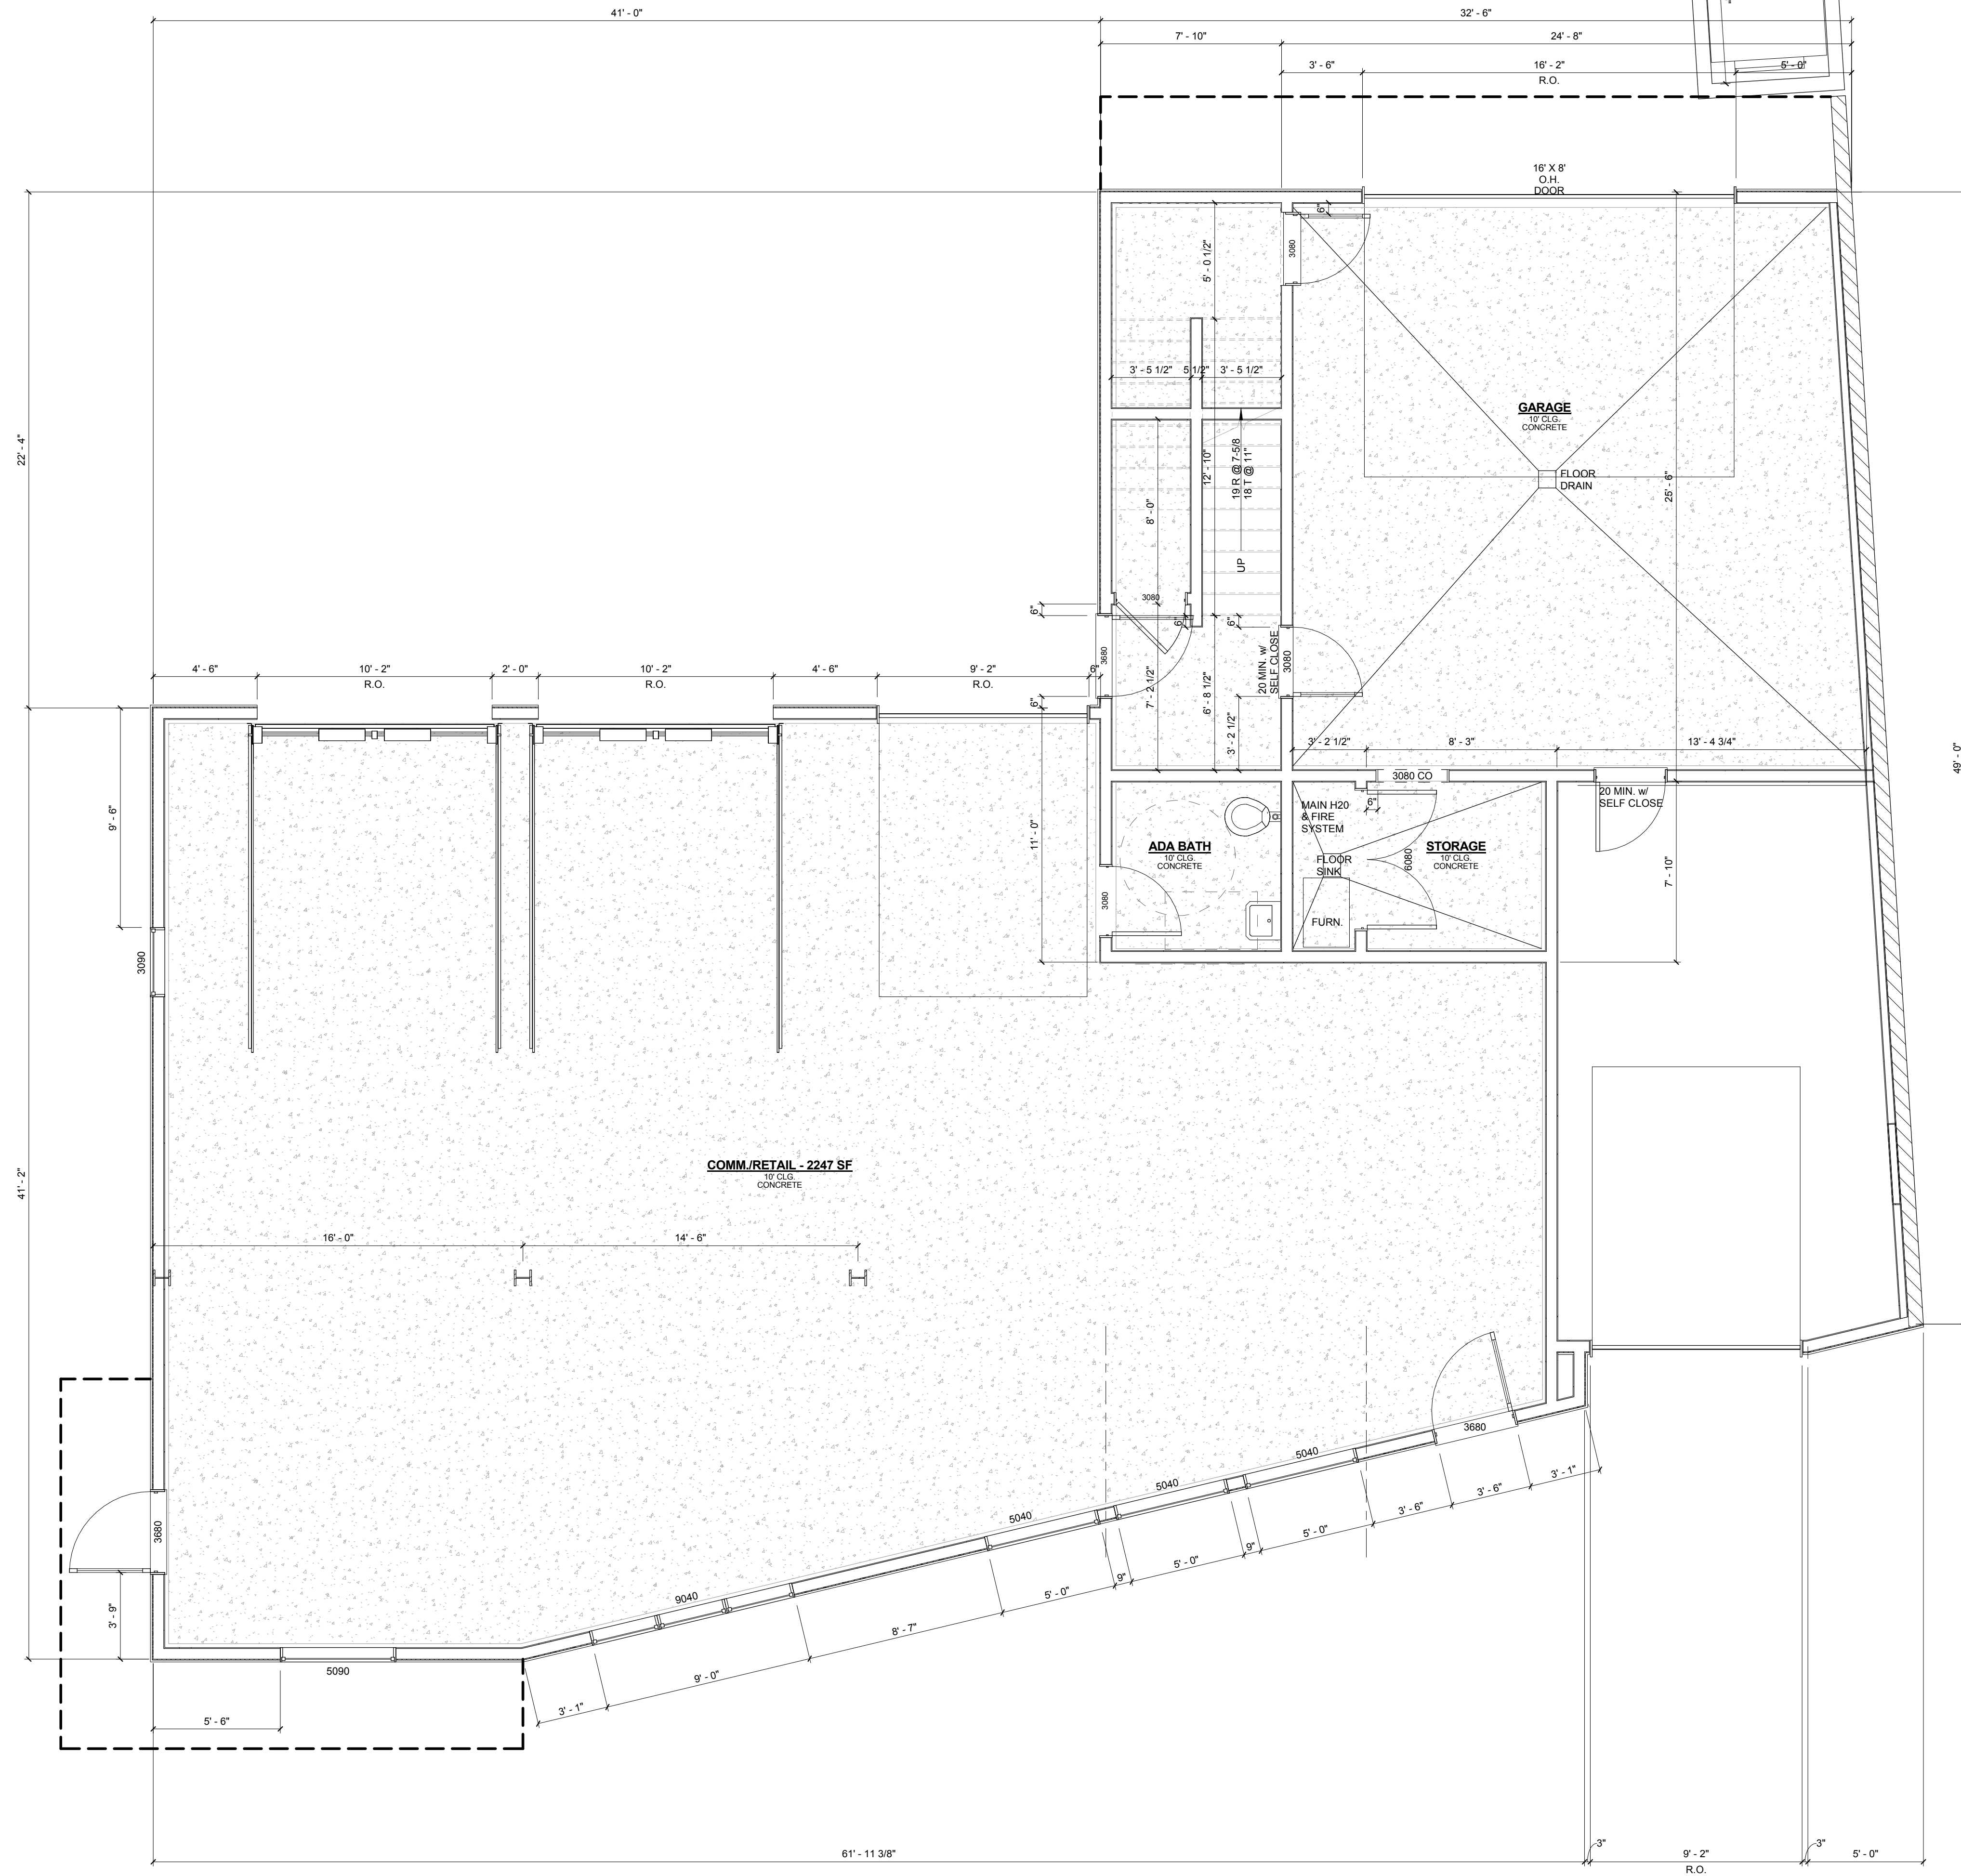 41' - 0"
32' - 6"
7' - 10"
24' - 8"
3' - 6"
16' - 2"
R.O.
5' - 0"
16' X 8'
O.H.
DOOR
6"
3080
5' - 0 1/2"
3' - 5 1/2"
5 1/2"
3' - 5 1/2"
GARAGE
10' CLG.
CONCRETE
22' - 4"
12' - 10"
19 R @ 7-5/8
18 T @ 11"
FLOOR
DRAIN
25' - 6"
8' - 0"
UP
3080
6"
6"
6"
3680
20 MIN. w/
SELF CLOSE
3080
4' - 6"
10' - 2"
R.O.
2' - 0"
10' - 2"
R.O.
4' - 6"
9' - 2"
R.O.
6"
6"
7' - 2 1/2"
6' - 8 1/2"
3' - 2 1/2"
3' - 2 1/2"
8' - 3"
13' - 4 3/4"
49' - 0"
3080 CO
20 MIN. w/
SELF CLOSE
MAIN H20
& FIRE
SYSTEM
6"
9' - 6"
11' - 0"
ADA BATH
10' CLG.
CONCRETE
FLOOR
SINK
6080
STORAGE
10' CLG.
CONCRETE
7' - 10"
3080
FURN.
3090
COMM./RETAIL - 2247 SF
10' CLG.
CONCRETE
41' - 2"
16' - 0"
14' - 6"
3680
5040
5040
5040
9040
3680
3' - 1"
3' - 6"
3' - 6"
5' - 0"
9"
5' - 0"
9"
5' - 0"
8' - 7"
9' - 0"
3' - 1"
3' - 9"
5090
5' - 6"
61' - 11 3/8"
3"
9' - 2"
R.O.
3"
5' - 0"